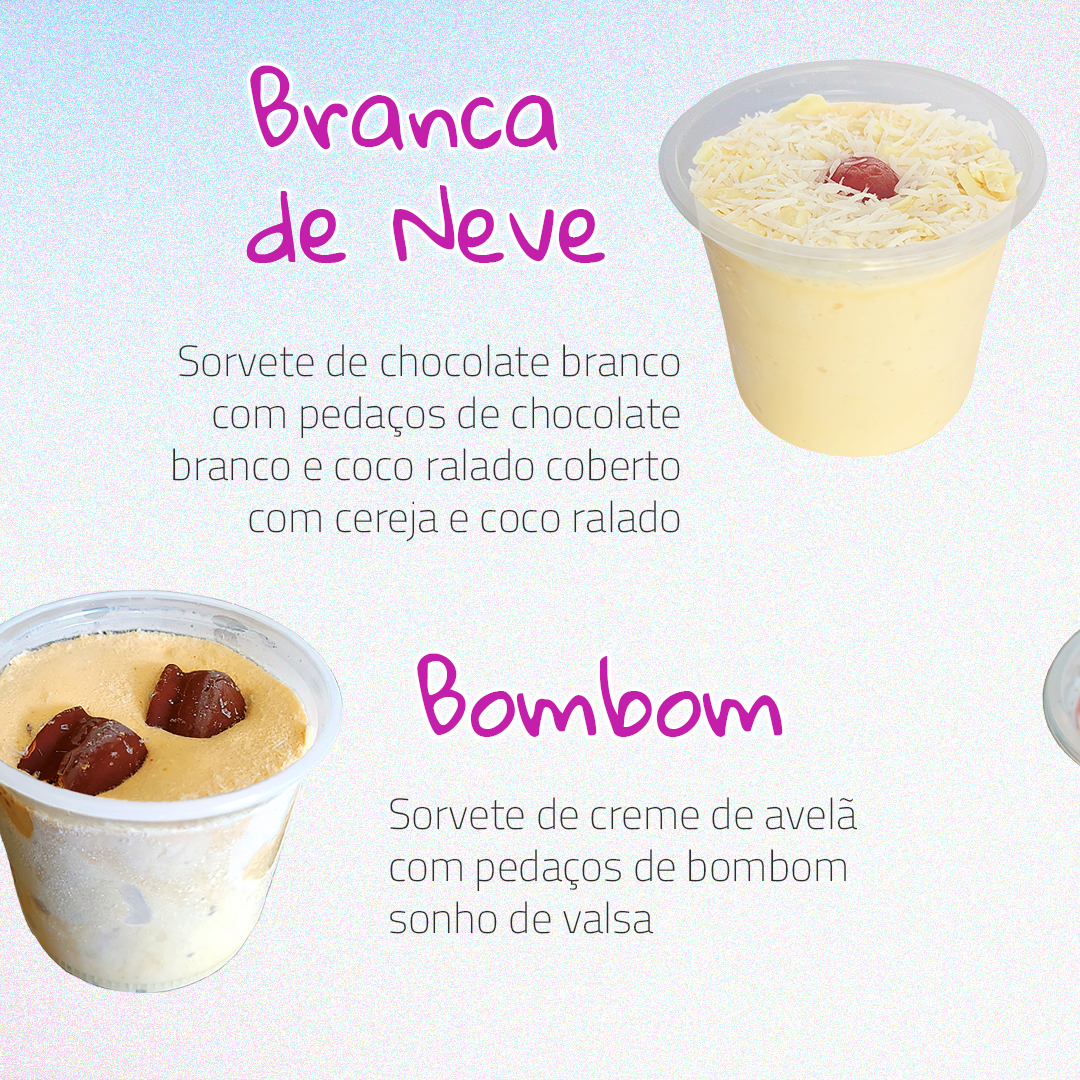 Branca
de Neve
Sorvete de chocolate branco
com pedaços de chocolate
branco e coco ralado coberto
com cereja e coco ralado
Bombom
Sorvete de creme de avelã
com pedaços de bombom
sonho de valsa